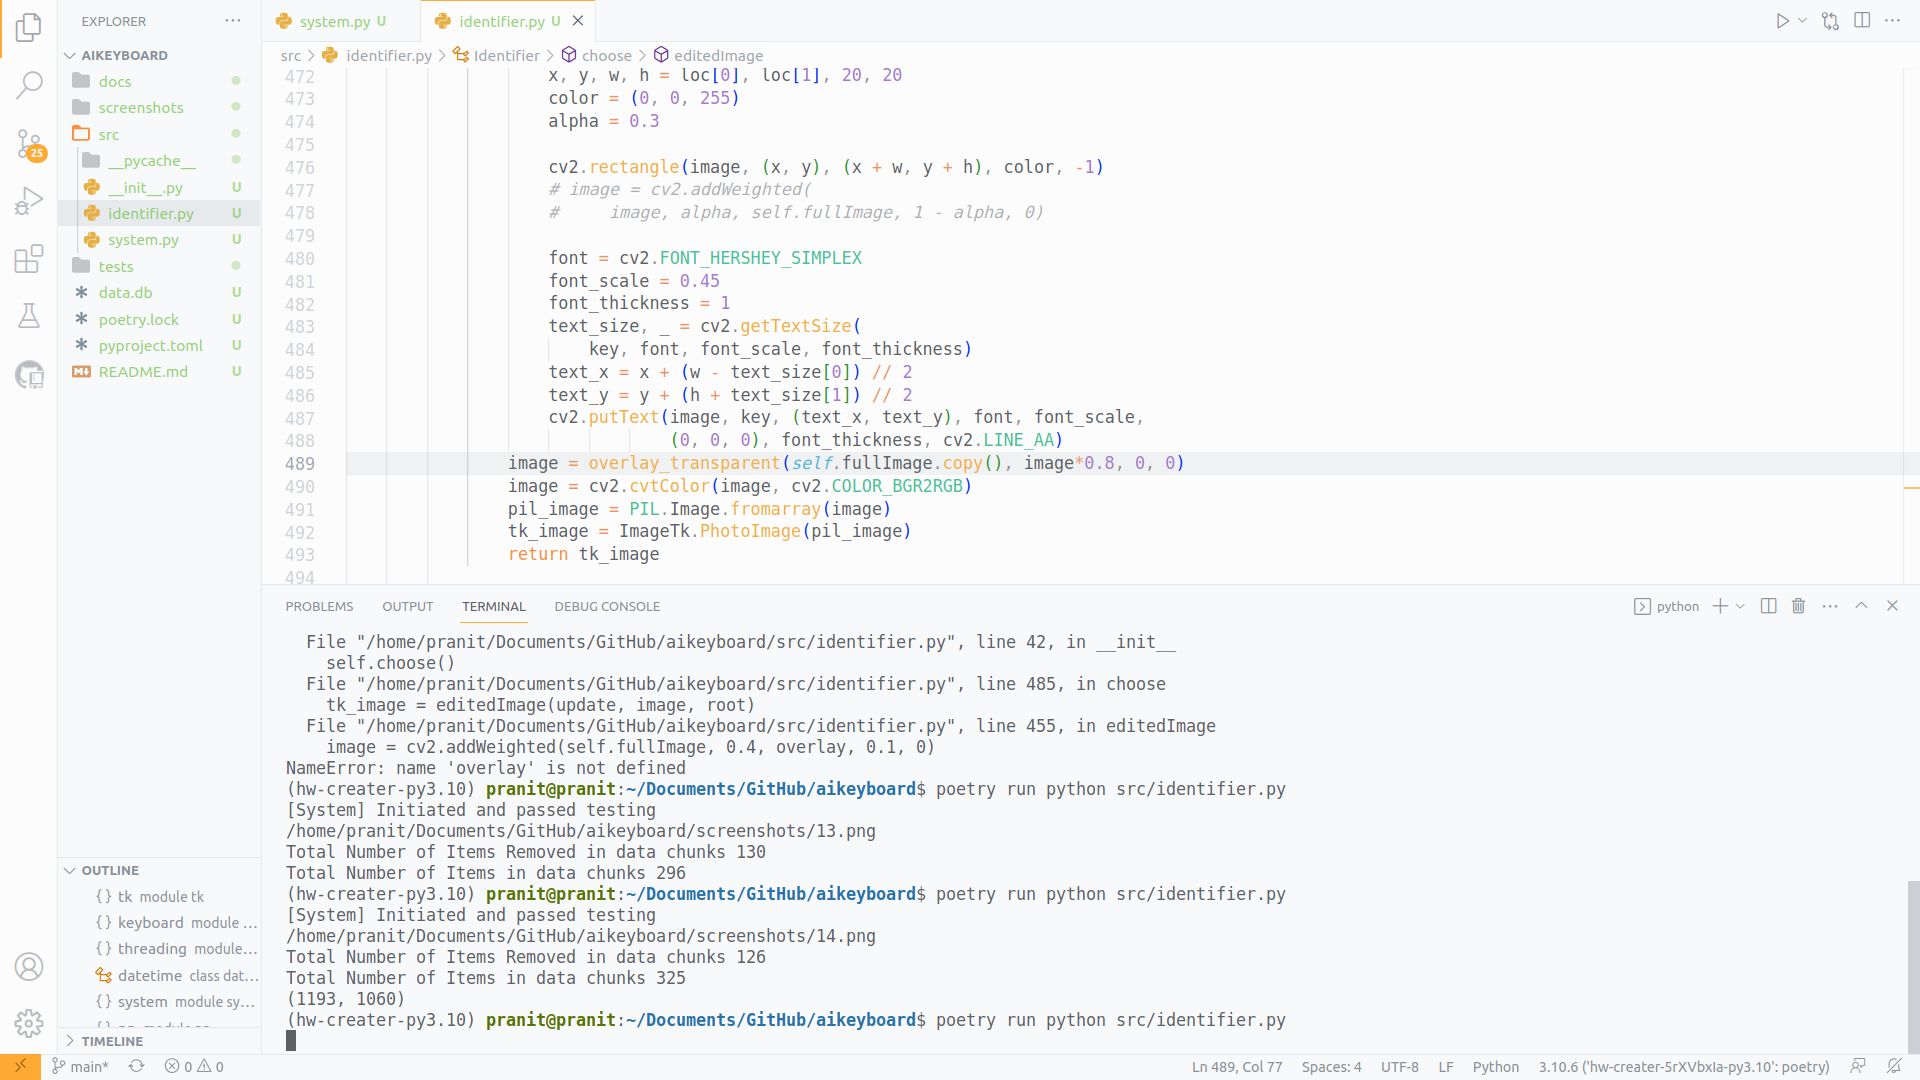 EXPLORER
AIKEYBOARD
docs
screenshots
src
__pycache__
__init__.py U
identifier.py U
system.py U
tests
data.db U
poetry.lock U
pyproject.toml U
README.md U
OUTLINE
tk module tk
keyboard module ...
threading module...
datetime class dat...
system module sy...
TIMELINE
25
system.py U
identifier.py U
src > identifier.py > Identifier > choose > editedImage
472 x, y, w, h = loc[0], loc[1], 20, 20
473 color = (0, 0, 255)
474 alpha = 0.3
475
476 cv2.rectangle(image, (x, y), (x + w, y + h), color, -1)
477 # image = cv2.addWeighted(
478 #     image, alpha, self.fullImage, 1 - alpha, 0)
479
480 font = cv2.FONT_HERSHEY_SIMPLEX
481 font_scale = 0.45
482 font_thickness = 1
483 text_size, _ = cv2.getTextSize(
484 key, font, font_scale, font_thickness)
485 text_x = x + (w - text_size[0]) // 2
486 text_y = y + (h + text_size[1]) // 2
487 cv2.putText(image, key, (text_x, text_y), font, font_scale,
488 (0, 0, 0), font_thickness, cv2.LINE_AA)
489 image = overlay_transparent(self.fullImage.copy(), image*0.8, 0, 0)
490 image = cv2.cvtColor(image, cv2.COLOR_BGR2RGB)
491 pil_image = PIL.Image.fromarray(image)
492 tk_image = ImageTk.PhotoImage(pil_image)
493 return tk_image
494
PROBLEMS OUTPUT TERMINAL DEBUG CONSOLE
python
File "/home/pranit/Documents/GitHub/aikeyboard/src/identifier.py", line 42, in __init__
self.choose()
File "/home/pranit/Documents/GitHub/aikeyboard/src/identifier.py", line 485, in choose
tk_image = editedImage(update, image, root)
File "/home/pranit/Documents/GitHub/aikeyboard/src/identifier.py", line 455, in editedImage
image = cv2.addWeighted(self.fullImage, 0.4, overlay, 0.1, 0)
NameError: name 'overlay' is not defined
(hw-creater-py3.10) pranit@pranit:~/Documents/GitHub/aikeyboard$ poetry run python src/identifier.py
[System] Initiated and passed testing
/home/pranit/Documents/GitHub/aikeyboard/screenshots/13.png
Total Number of Items Removed in data chunks 130
Total Number of Items in data chunks 296
(hw-creater-py3.10) pranit@pranit:~/Documents/GitHub/aikeyboard$ poetry run python src/identifier.py
[System] Initiated and passed testing
/home/pranit/Documents/GitHub/aikeyboard/screenshots/14.png
Total Number of Items Removed in data chunks 126
Total Number of Items in data chunks 325
(1193, 1060)
(hw-creater-py3.10) pranit@pranit:~/Documents/GitHub/aikeyboard$ poetry run python src/identifier.py
main* 0 0
Ln 489, Col 77 Spaces: 4 UTF-8 LF Python 3.10.6 ('hw-creater-5rXVbxIa-py3.10': poetry)